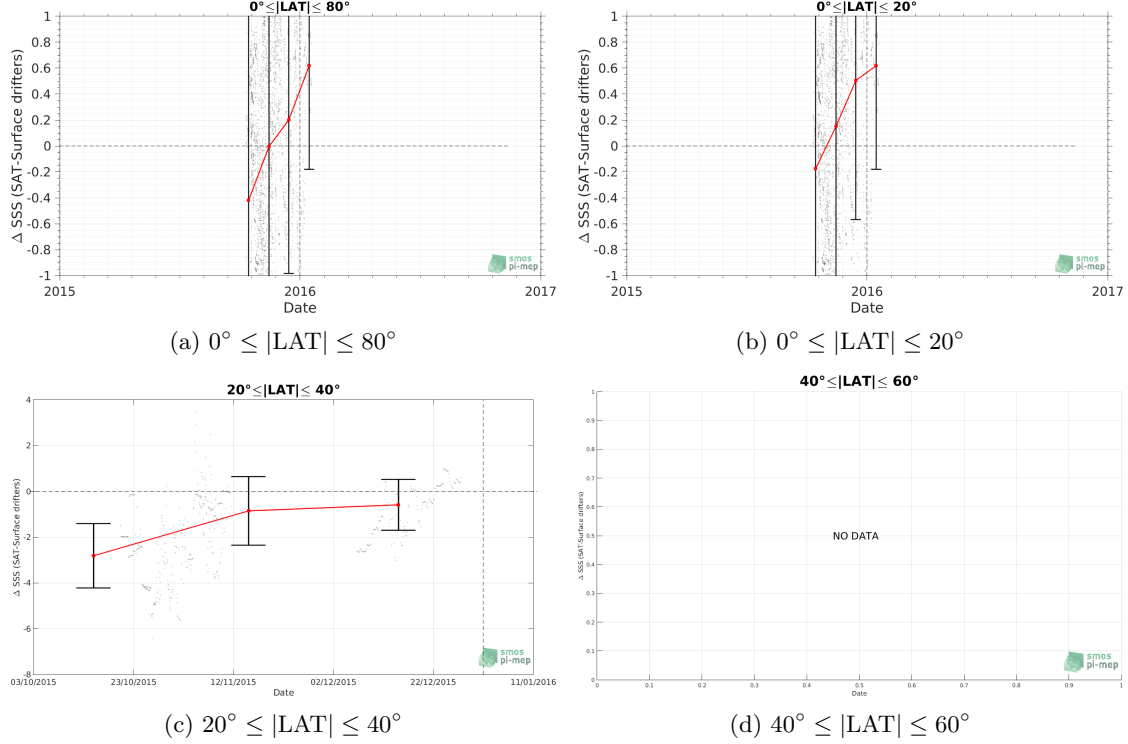 0°≤|LAT|≤ 80°
1
0.8
0.6
0.4
0.2
0
-0.2
-0.4
-0.6
-0.8
-1
Δ SSS (SAT-Surface drifters)
2015
2016
2017
Date
smos
pi-mep
(a) 0° ≤ |LAT| ≤ 80°
0°≤|LAT|≤ 20°
1
0.8
0.6
0.4
0.2
0
-0.2
-0.4
-0.6
-0.8
-1
Δ SSS (SAT-Surface drifters)
2015
2016
2017
Date
smos
pi-mep
(b) 0° ≤ |LAT| ≤ 20°
20°≤|LAT|≤ 40°
4
2
0
-2
-4
-6
-8
Δ SSS (SAT-Surface drifters)
03/10/2015
23/10/2015
12/11/2015
02/12/2015
22/12/2015
11/01/2016
Date
smos
pi-mep
(c) 20° ≤ |LAT| ≤ 40°
40°≤|LAT|≤ 60°
1
0.9
0.8
0.7
0.6
0.5
0.4
0.3
0.2
0.1
0
Δ SSS (SAT-Surface drifters)
NO DATA
0
0.1
0.2
0.3
0.4
0.5
0.6
0.7
0.8
0.9
1
Date
smos
pi-mep
(d) 40° ≤ |LAT| ≤ 60°